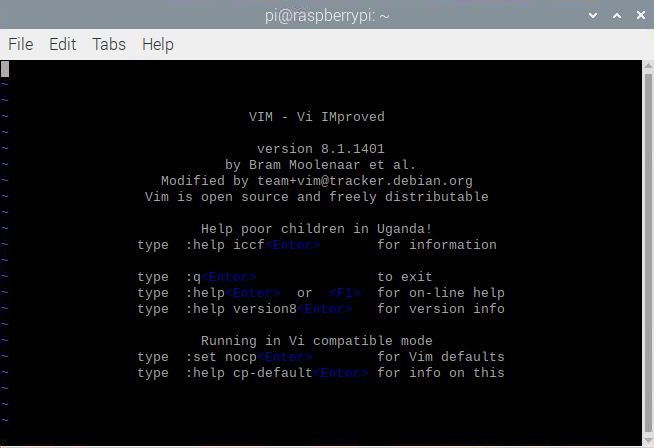 pi@raspberrypi: ~
File Edit Tabs Help
~
~
~
VIM - Vi IMproved
~
~
version 8.1.1401
~
by Bram Moolenaar et al.
~
Modified by team+vim@tracker.debian.org
~
Vim is open source and freely distributable
~
~
Help poor children in Uganda!
~
type :help iccf<Enter> for information
~
~
type :q<Enter> to exit
~
type :help<Enter> or <F1> for on-line help
~
type :help version8<Enter> for version info
~
~
Running in Vi compatible mode
~
type :set nocp<Enter> for Vim defaults
~
type :help cp-default<Enter> for info on this
~
~
~